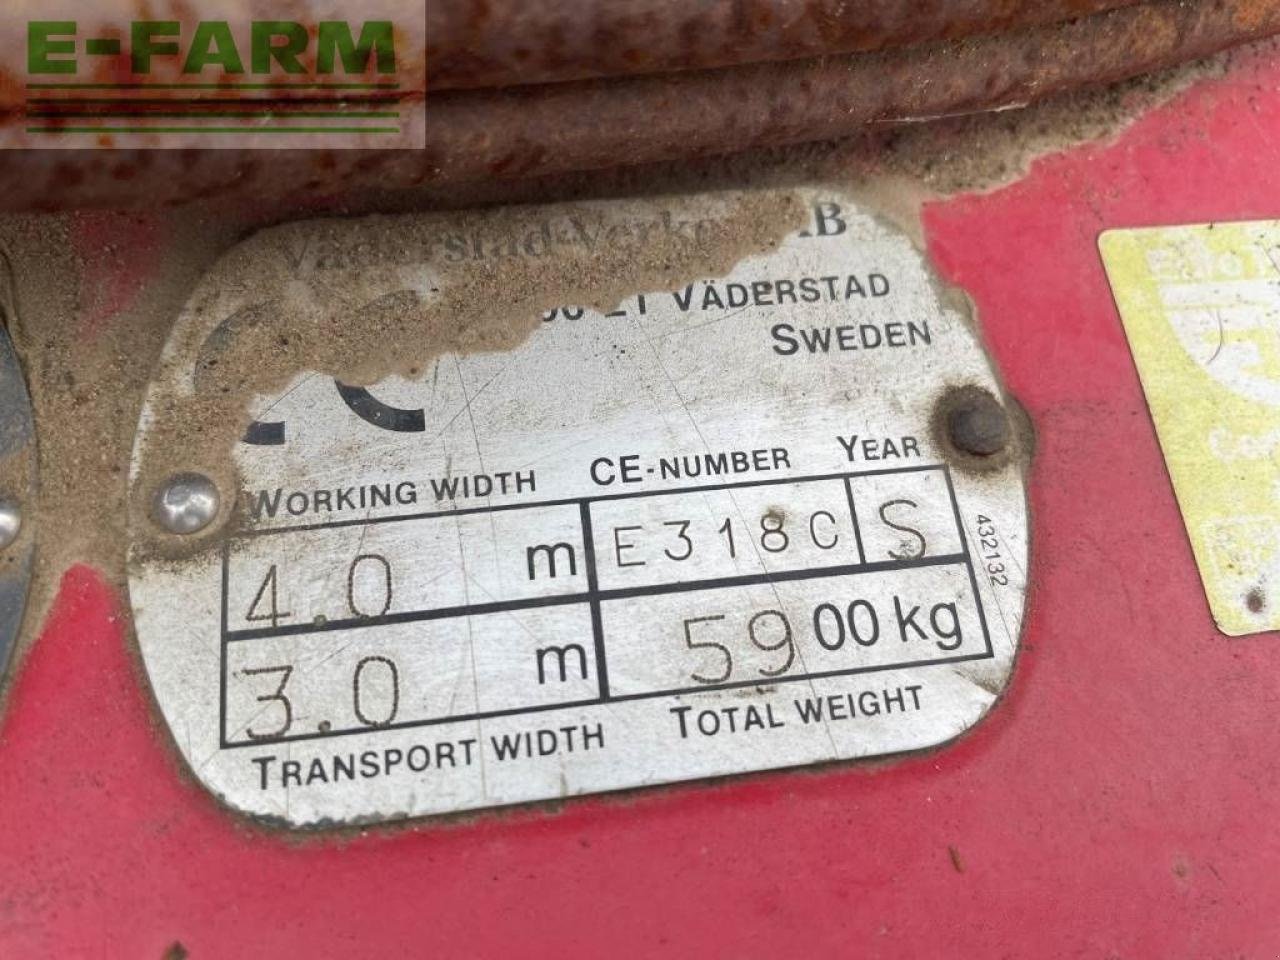 E-FARM
Väderstad-Verken AB
21 VÄDERSTAD
SWEDEN
WORKING WIDTH CE-NUMBER YEAR
4.0 m E318C S
3.0 m 5900 kg
TRANSPORT WIDTH TOTAL WEIGHT
432132